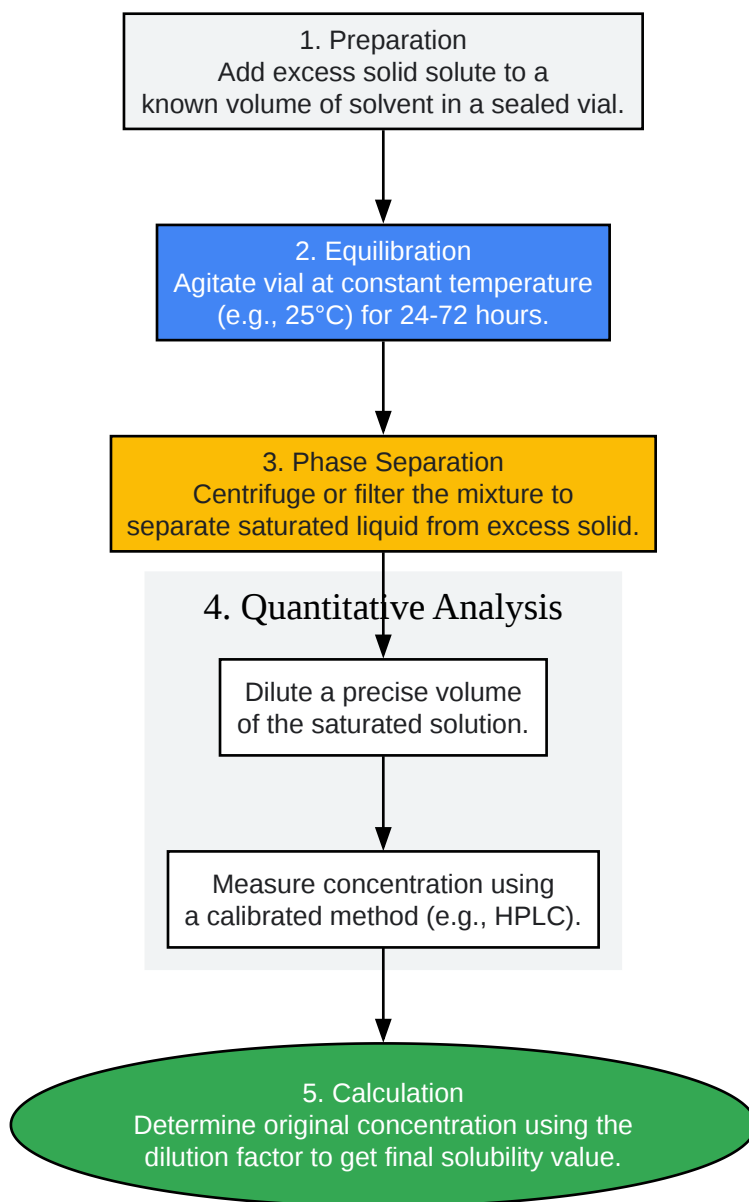 1. Preparation
Add excess solid solute to a
known volume of solvent in a sealed vial.
2. Equilibration
Agitate vial at constant temperature
(e.g., 25°C) for 24-72 hours.
3. Phase Separation
Centrifuge or filter the mixture to
separate saturated liquid from excess solid.
4. Quantitative Analysis
Dilute a precise volume
of the saturated solution.
Measure concentration using
a calibrated method (e.g., HPLC).
5. Calculation
Determine original concentration using the
dilution factor to get final solubility value.